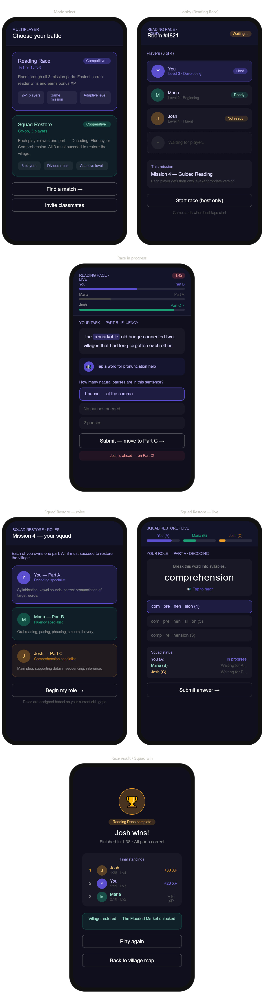 Mode select
MULTIPLAYER
Choose your battle
Reading Race
Competitive
1v1 or 1v2v3
Race through all 3 mission parts. Fastest correct
reader wins and earns bonus XP.
2–4 players
Same
mission
Adaptive level
Squad Restore
Cooperative
Co-op, 3 players
Each player owns one part — Decoding, Fluency, or
Comprehension. All 3 must succeed to restore the
village.
3 players
Divided roles
Adaptive level
Find a match →
Invite classmates
Lobby (Reading Race)
READING RACE ·
LOBBY
Room #4821
Waiting...
Players (3 of 4)
Y
You
Level 3 · Developing
Host
M
Maria
Level 2 · Beginning
Ready
J
Josh
Level 4 · Fluent
Not ready
+
Waiting for player...
This mission
Mission 4 — Guided Reading
Each player gets their own level-appropriate version
Start race (host only)
Game starts when host taps start
Race in progress
READING RACE ·
LIVE
1:42
You
Part B
Maria
Part A
Josh
Part C ✓
YOUR TASK — PART B · FLUENCY
The remarkable old bridge connected two
villages that had long forgotten each other.
🔊 Tap a word for pronunciation help
How many natural pauses are in this sentence?
1 pause — at the comma
No pauses needed
2 pauses
Submit — move to Part C →
Josh is ahead — on Part C!
Squad Restore — roles
SQUAD RESTORE · ROLES
Mission 4 — your squad
Each of you owns one part. All 3 must succeed to restore
the village.
Y
You — Part A
Decoding specialist
Syllabication, vowel sounds, correct pronunciation of
target words.
M
Maria — Part B
Fluency specialist
Oral reading, pacing, phrasing, smooth delivery.
J
Josh — Part C
Comprehension specialist
Main idea, supporting details, sequencing, inference.
Begin my role →
Roles are assigned based on your current skill gaps
Squad Restore — live
SQUAD RESTORE · LIVE
You (A)
Maria (B)
Josh (C)
YOUR ROLE — PART A · DECODING
Break this word into syllables:
comprehension
🔊 Tap to hear
com · pre · hen · sion (4)
com · pre · hen · si · on (5)
comp · re · hension (3)
Squad status
You (A)
In progress
Maria (B)
Waiting for A...
Josh (C)
Waiting for B...
Submit answer →
Race result / Squad win
Reading Race complete
Josh wins!
Finished in 1:38 · All parts correct
Final standings
1
J
Josh
1:38 · Lv4
+30 XP
2
Y
You
1:55 · Lv3
+20 XP
3
M
Maria
2:10 · Lv2
+10
XP
Village restored — The Flooded Market unlocked
Play again
Back to village map